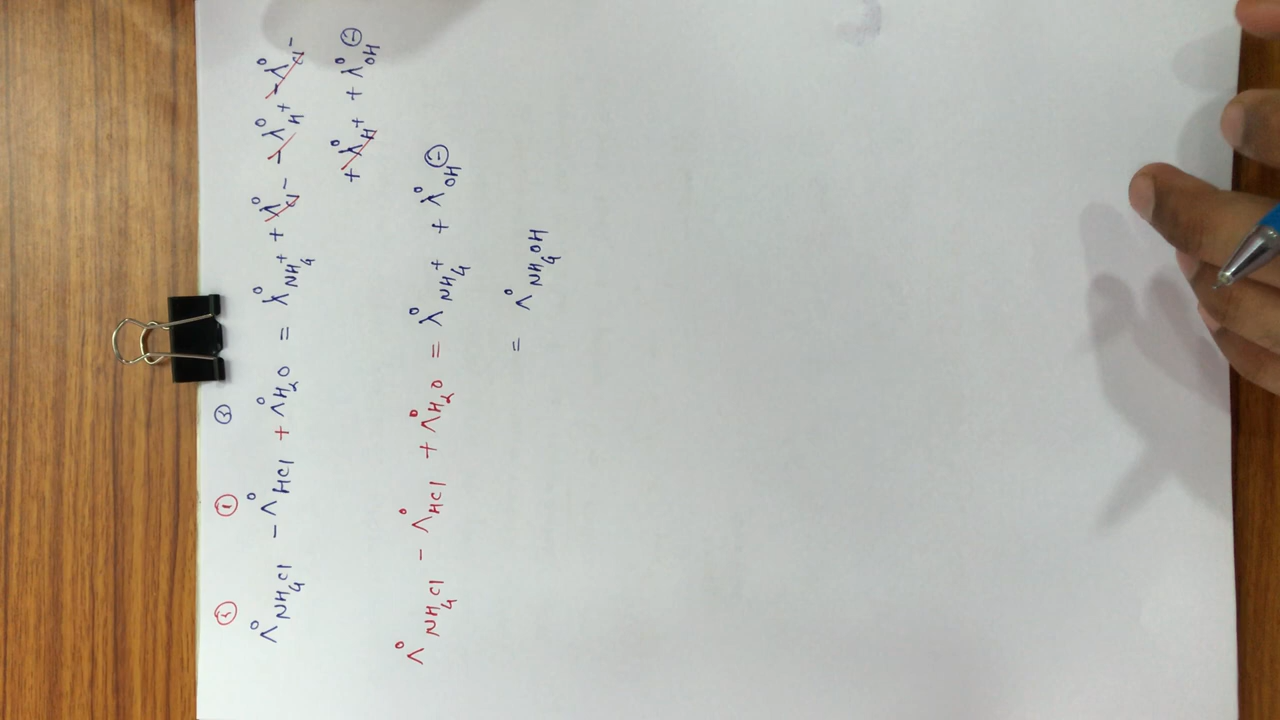 ② ① ③
Λ°NH₄Cl - Λ°HCl + Λ°H₂O = λ°NH₄⁺ + λ°Cl⁻ - λ°H⁺ - λ°Cl⁻
+ λ°H⁺ + λ°OH⊖
Λ°NH₄Cl - Λ°HCl + Λ°H₂O = λ°NH₄⁺ + λ°OH⊖
= Λ°NH₄OH